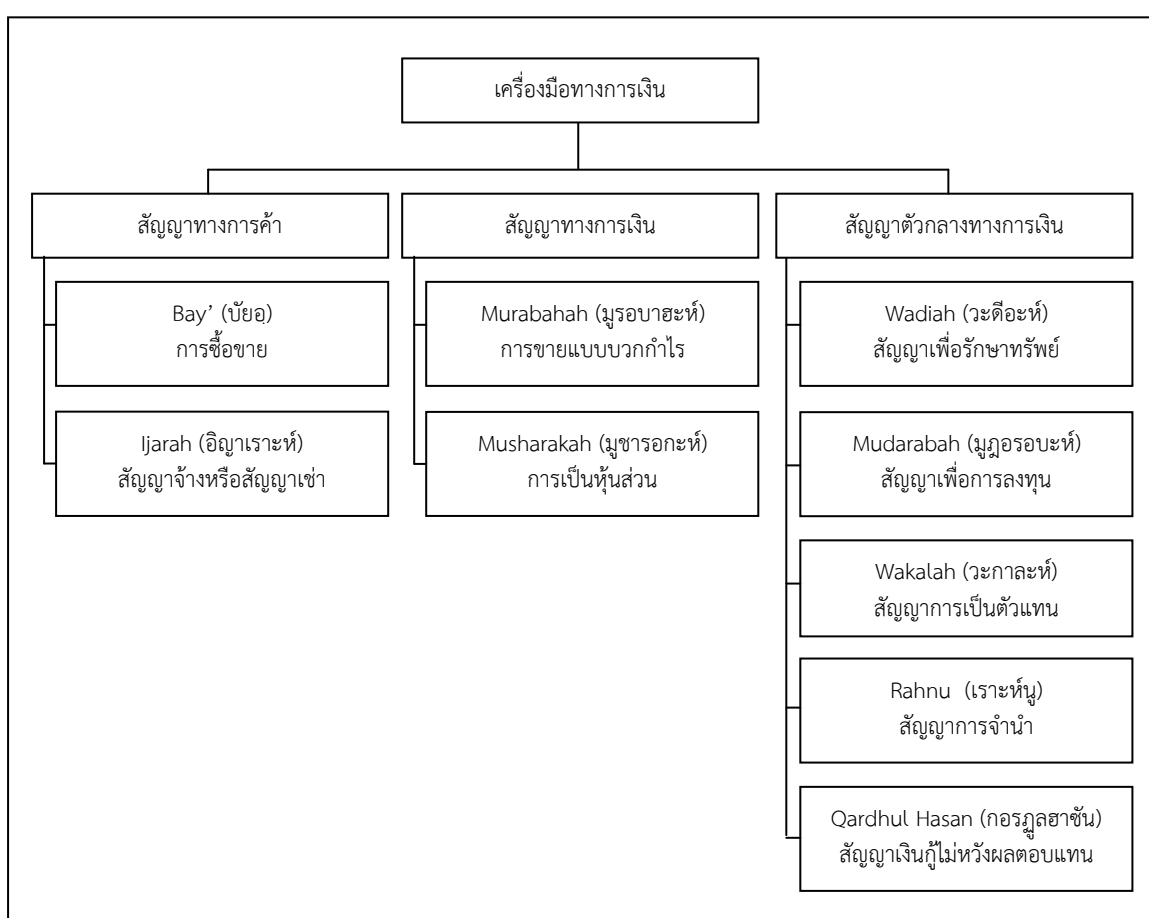 เครื่องมือทางการเงิน
สัญญาทางการค้า
Bay’ (บัยอฺ)
การซื้อขาย
Ijarah (อิญาเราะห์)
สัญญาจ้างหรือสัญญาเช่า
สัญญาทางการเงิน
Murabahah (มูรอบาฮะห์)
การขายแบบบวกกำไร
Musharakah (มูชารอกะห์)
การเป็นหุ้นส่วน
สัญญาตัวกลางทางการเงิน
Wadiah (วะดีอะห์)
สัญญาเพื่อรักษาทรัพย์
Mudarabah (มูฎอรอบะห์)
สัญญาเพื่อการลงทุน
Wakalah (วะกาละห์)
สัญญาการเป็นตัวแทน
Rahnu (เราะห์นู)
สัญญาการจำนำ
Qardhul Hasan (กอรฎูลฮาซัน)
สัญญาเงินกู้ไม่หวังผลตอบแทน